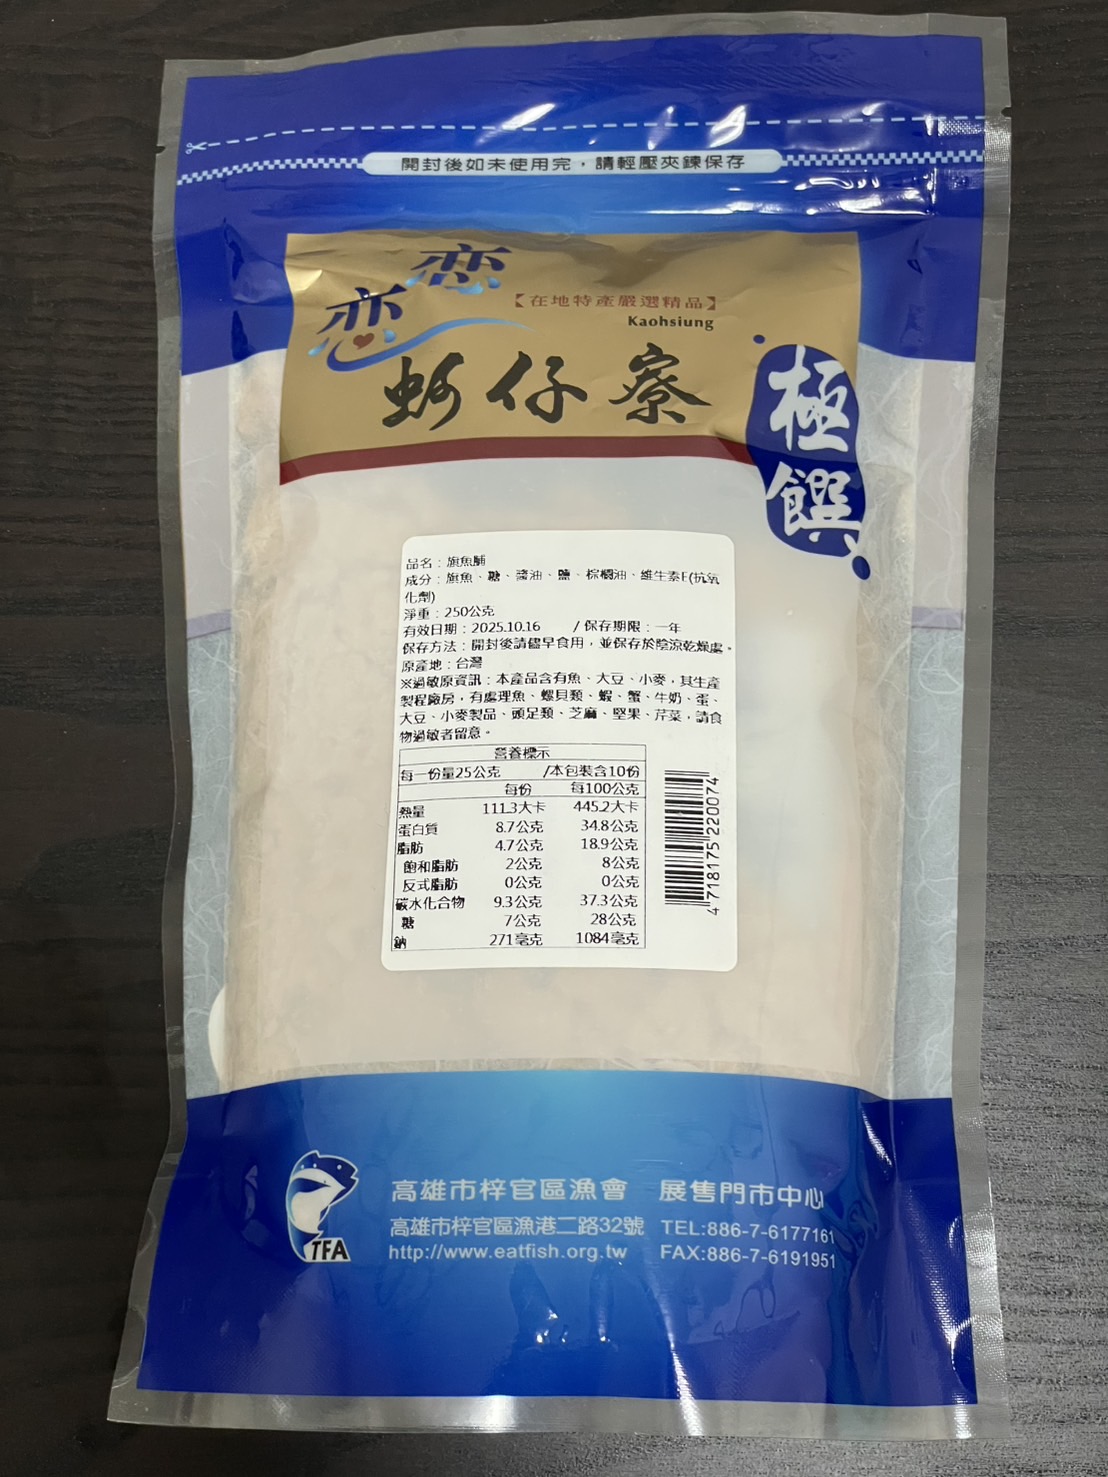 開封後如未使用完，請輕壓夾鍊保存
戀戀
【在地特產嚴選精品】
Kaohsiung
蚵仔寮
極饌
品名：旗魚脯
成分：旗魚、糖、醬油、鹽、棕櫚油、維生素E(抗氧
化劑)
淨重：250公克
有效日期：2025.10.16 /保存期限：一年
保存方法：開封後請儘早食用，並保存於陰涼乾燥處。
原產地：台灣
※過敏原資訊：本產品含有魚、大豆、小麥，其生產
製程廠房，有處理魚、螺貝類、蝦、蟹、牛奶、蛋、
大豆、小麥製品、頭足類、芝麻、堅果、芹菜，請食
物過敏者留意。
營養標示
每一份量25公克 /本包裝含10份
每份 每100公克
熱量 111.3大卡 445.2大卡
蛋白質 8.7公克 34.8公克
脂肪 4.7公克 18.9公克
飽和脂肪 2公克 8公克
反式脂肪 0公克 0公克
碳水化合物 9.3公克 37.3公克
糖 7公克 28公克
鈉 271毫克 1084毫克
4718175220074
TFA
高雄市梓官區漁會 展售門市中心
高雄市梓官區漁港二路32號 TEL:886-7-6177161
http://www.eatfish.org.tw FAX:886-7-6191951